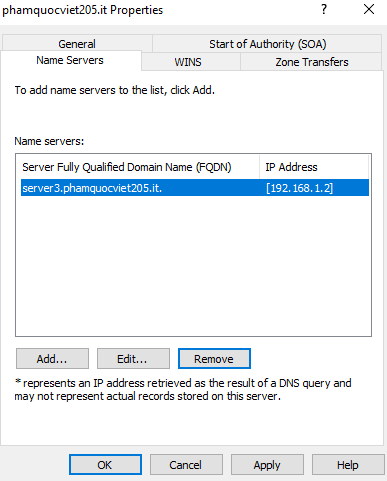 phamquocviet205.it Properties ? ×
General Start of Authority (SOA)
Name Servers WINS Zone Transfers
To add name servers to the list, click Add.
Name servers:
Server Fully Qualified Domain Name (FQDN) IP Address
server3.phamquocviet205.it. [192.168.1.2]
Add... Edit... Remove
* represents an IP address retrieved as the result of a DNS query and
may not represent actual records stored on this server.
OK Cancel Apply Help